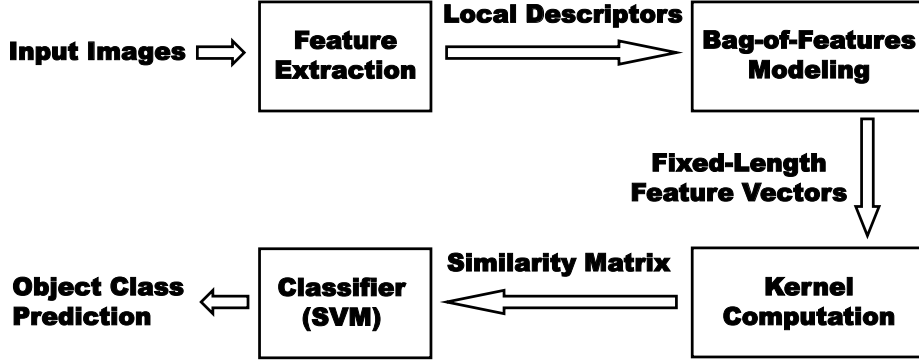 Input Images
Feature
Extraction
Local Descriptors
Bag-of-Features
Modeling
Fixed-Length
Feature Vectors
Kernel
Computation
Similarity Matrix
Classifier
(SVM)
Object Class
Prediction